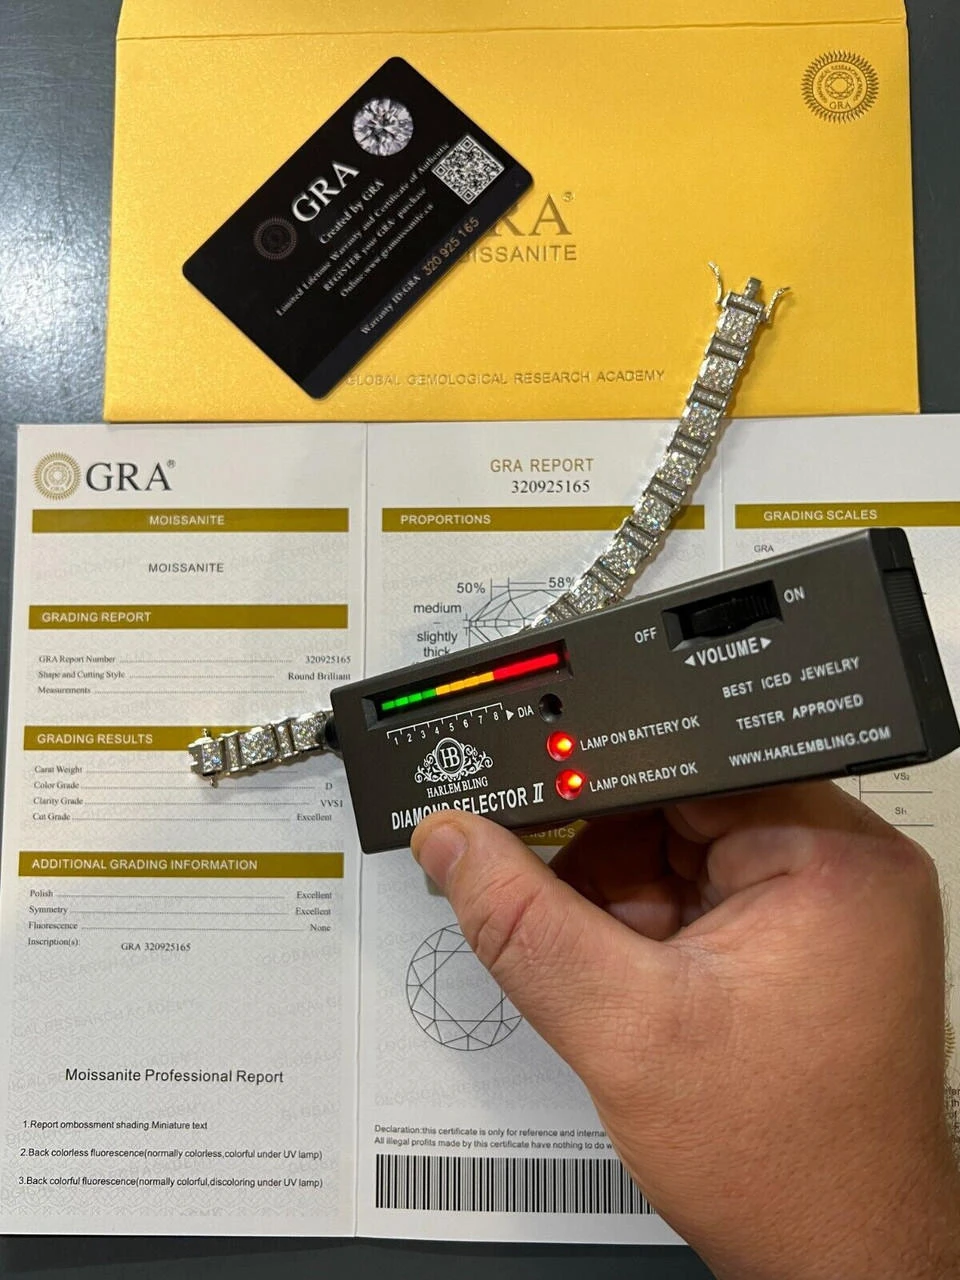 GRA
GRA
Created by GRA
Limited Lifetime Warranty and Certificate of Authentic
REGISTER your GRA purchase
Online:www.gramoissanite.cn
Warranty ID:GRA 320 925 165
RA®
ISSANITE
GLOBAL GEMOLOGICAL RESEARCH ACADEMY
GRA®
MOISSANITE
MOISSANITE
GRADING REPORT
GRA Report Number 320925165
Shape and Cutting Style Round Brilliant
Measurements
GRADING RESULTS
Carat Weight
Color Grade D
Clarity Grade VVS1
Cut Grade Excellent
ADDITIONAL GRADING INFORMATION
Polish Excellent
Symmetry Excellent
Fluorescence None
Inscription(s): GRA 320925165
Moissanite Professional Report
1.Report ombossment shading.Miniature text
2.Back colorless fluorescence(normally colorless,colorful under UV lamp)
3.Back colorful fluorescence(normally colorful,discoloring under UV lamp)
GRA REPORT
320925165
PROPORTIONS
50%
58%
medium
slightly
thick
ISTICS
Declaration:this certificate is only for reference and internal
All illegal profits made by this certificate have nothing to do w
GRADING SCALES
GRA
VS2
SI1
OFF
ON
◀VOLUME▶
1 2 3 4 5 6 7 8 ▶ DIA
HB
HARLEM BLING
DIAMOND SELECTOR II
LAMP ON BATTERY OK
LAMP ON READY OK
BEST ICED JEWELRY
TESTER APPROVED
WWW.HARLEMBLING.COM